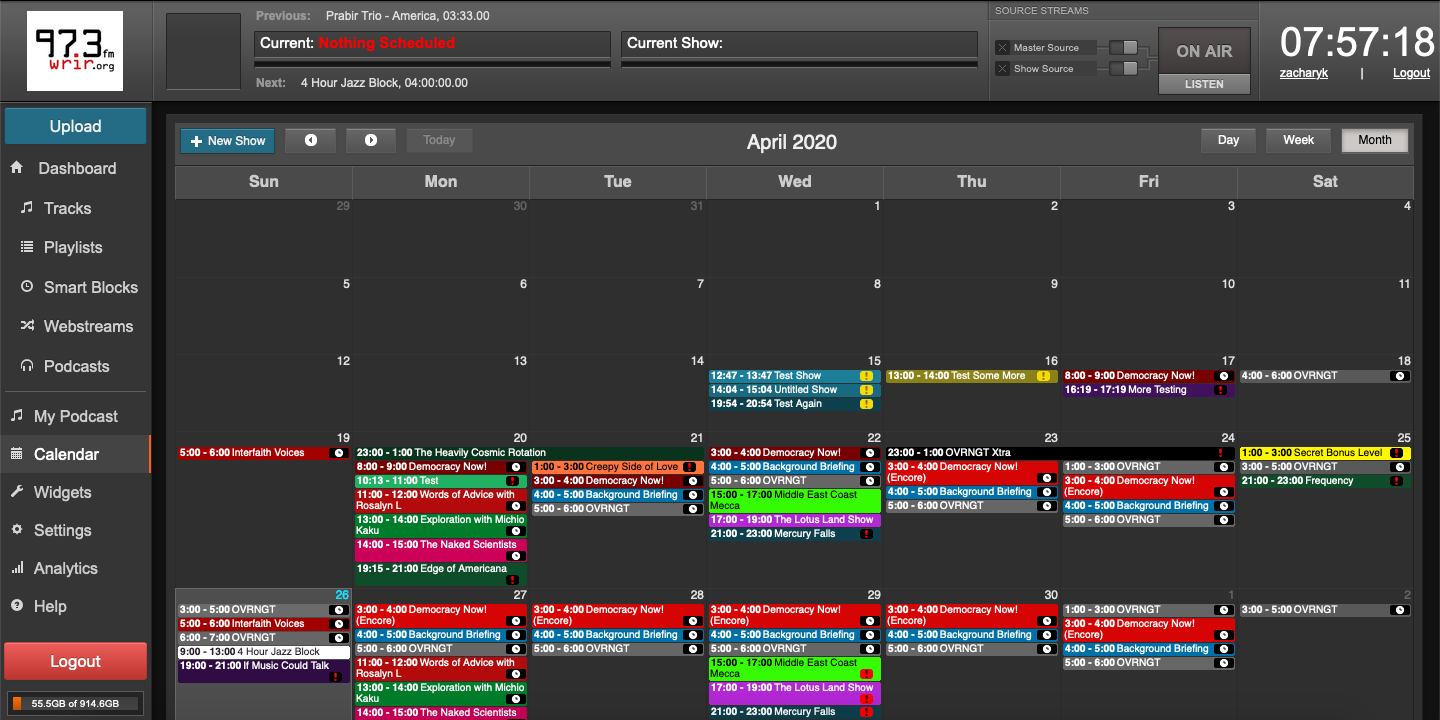 97.3 fm
wrir.org
Previous: Prabir Trio - America, 03:33.00
Current: Nothing Scheduled
Current Show:
Next: 4 Hour Jazz Block, 04:00:00.00
SOURCE STREAMS
Master Source
Show Source
ON AIR
LISTEN
07:57:18
zacharyk | Logout
Upload
Dashboard
Tracks
Playlists
Smart Blocks
Webstreams
Podcasts
My Podcast
Calendar
Widgets
Settings
Analytics
Help
Logout
55.5GB of 914.6GB
New Show
Today
April 2020
Day
Week
Month
Sun Mon Tue Wed Thu Fri Sat
29 30 31 1 2 3 4
5 6 7 8 9 10 11
12 13 14 15 16 17 18
12:47 - 13:47 Test Show
14:04 - 15:04 Untitled Show
19:54 - 20:54 Test Again
13:00 - 14:00 Test Some More
8:00 - 9:00 Democracy Now!
16:19 - 17:19 More Testing
4:00 - 6:00 OVRNGT
19 20 21 22 23 24 25
5:00 - 6:00 Interfaith Voices
23:00 - 1:00 The Heavily Cosmic Rotation
8:00 - 9:00 Democracy Now!
10:13 - 11:00 Test
11:00 - 12:00 Words of Advice with
Rosalyn L
13:00 - 14:00 Exploration with Michio
Kaku
14:00 - 15:00 The Naked Scientists
19:15 - 21:00 Edge of Americana
1:00 - 3:00 Creepy Side of Love
3:00 - 4:00 Democracy Now!
4:00 - 5:00 Background Briefing
5:00 - 6:00 OVRNGT
3:00 - 4:00 Democracy Now!
4:00 - 5:00 Background Briefing
5:00 - 6:00 OVRNGT
15:00 - 17:00 Middle East Coast
Mecca
17:00 - 19:00 The Lotus Land Show
21:00 - 23:00 Mercury Falls
23:00 - 1:00 OVRNGT Xtra
3:00 - 4:00 Democracy Now!
(Encore)
4:00 - 5:00 Background Briefing
5:00 - 6:00 OVRNGT
1:00 - 3:00 OVRNGT
3:00 - 4:00 Democracy Now!
(Encore)
4:00 - 5:00 Background Briefing
5:00 - 6:00 OVRNGT
1:00 - 3:00 Secret Bonus Level
3:00 - 5:00 OVRNGT
21:00 - 23:00 Frequency
26 27 28 29 30 1 2
3:00 - 5:00 OVRNGT
5:00 - 6:00 Interfaith Voices
6:00 - 7:00 OVRNGT
9:00 - 13:00 4 Hour Jazz Block
19:00 - 21:00 If Music Could Talk
3:00 - 4:00 Democracy Now!
(Encore)
4:00 - 5:00 Background Briefing
5:00 - 6:00 OVRNGT
11:00 - 12:00 Words of Advice with
Rosalyn L
13:00 - 14:00 Exploration with Michio
Kaku
14:00 - 15:00 The Naked Scientists
3:00 - 4:00 Democracy Now!
(Encore)
4:00 - 5:00 Background Briefing
5:00 - 6:00 OVRNGT
3:00 - 4:00 Democracy Now!
(Encore)
4:00 - 5:00 Background Briefing
5:00 - 6:00 OVRNGT
15:00 - 17:00 Middle East Coast
Mecca
17:00 - 19:00 The Lotus Land Show
21:00 - 23:00 Mercury Falls
3:00 - 4:00 Democracy Now!
(Encore)
4:00 - 5:00 Background Briefing
5:00 - 6:00 OVRNGT
1:00 - 3:00 OVRNGT
3:00 - 4:00 Democracy Now!
(Encore)
4:00 - 5:00 Background Briefing
5:00 - 6:00 OVRNGT
3:00 - 5:00 OVRNGT